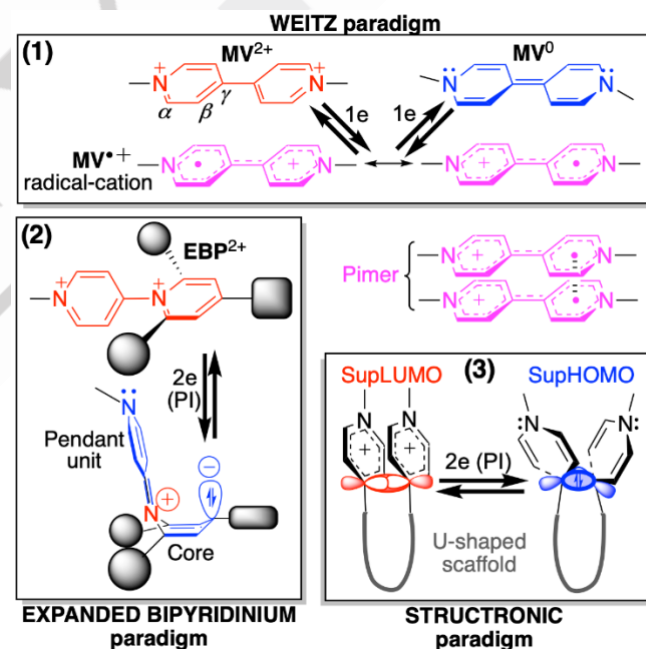 WEITZ paradigm
(1)
MV2+
MV0
+
N
N
+
N
N
α
β
γ
1e
1e
MV•+
radical-cation
N
+
N
N
+
N
(2)
EBP2+
+
N
+
N
2e
(PI)
N
Pendant
unit
N
+
−
Core
EXPANDED BIPYRIDINIUM
paradigm
Pimer
N
+
N
N
+
N
SupLUMO
(3)
SupHOMO
N
N
+
+
2e (PI)
N
N
U-shaped
scaffold
STRUCTRONIC
paradigm